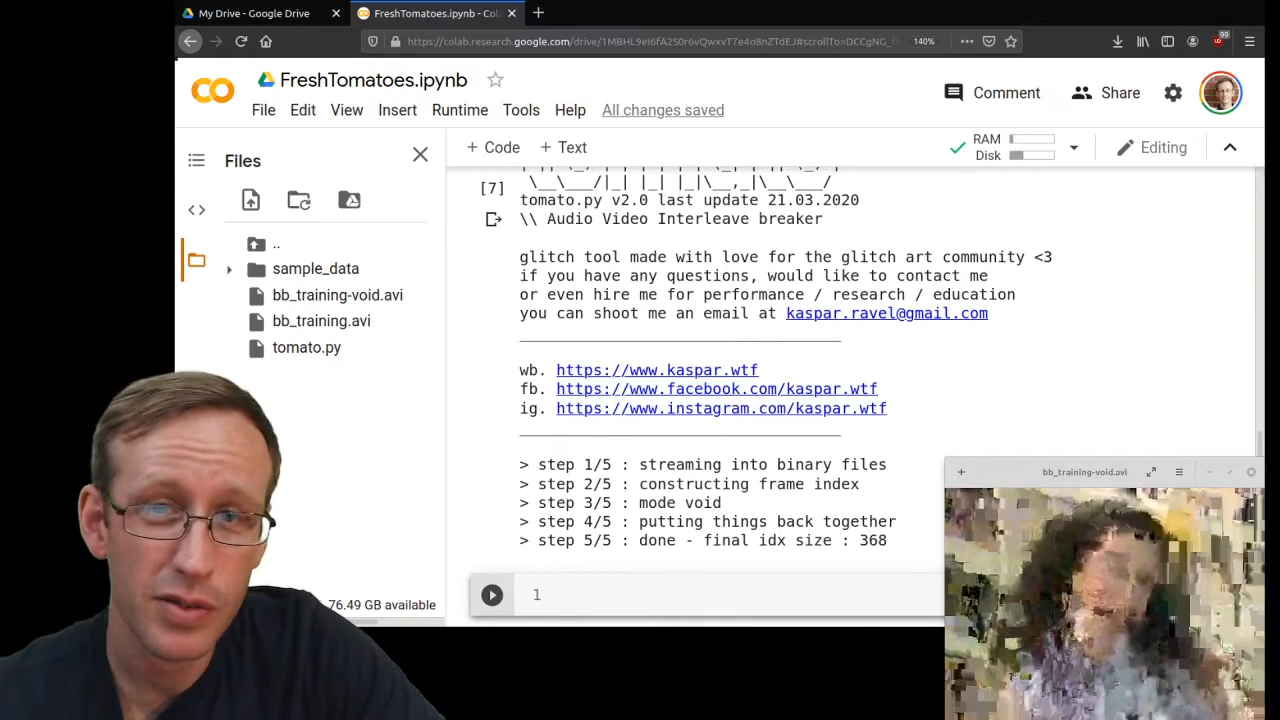 My Drive - Google Drive
FreshTomatoes.ipynb - Col
140%
FreshTomatoes.ipynb
File Edit View Insert Runtime Tools Help All changes saved
Comment Share
Files
+ Code + Text
RAM
Disk
Editing
..
sample_data
bb_training-void.avi
bb_training.avi
tomato.py
76.49 GB available
[7]
\__\___/|_| |_| |_|\__,_|\__\___/
tomato.py v2.0 last update 21.03.2020
\\ Audio Video Interleave breaker
glitch tool made with love for the glitch art community <3
if you have any questions, would like to contact me
or even hire me for performance / research / education
you can shoot me an email at kaspar.ravel@gmail.com
wb. https://www.kaspar.wtf
fb. https://www.facebook.com/kaspar.wtf
ig. https://www.instagram.com/kaspar.wtf
> step 1/5 : streaming into binary files
> step 2/5 : constructing frame index
> step 3/5 : mode void
> step 4/5 : putting things back together
> step 5/5 : done - final idx size : 368
1
bb_training-void.avi